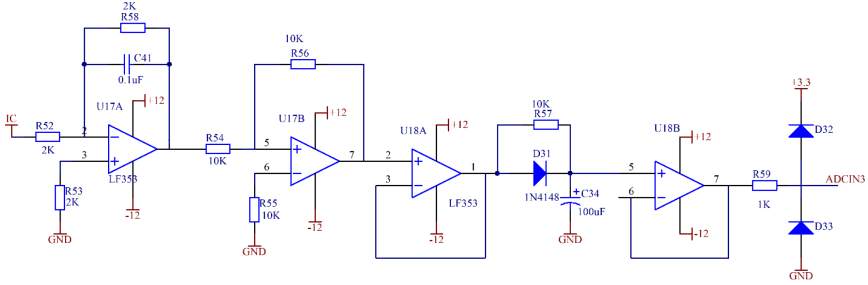 2K
R58
C41
0.1uF
U17A
+12
IC
R52
2K
2
3
R53
2K
GND
LF353
-12
R54
10K
10K
R56
U17B
+12
5
6
7
R55
10K
GND
-12
U18A
+12
2
3
1
LF353
-12
10K
R57
D31
1N4148
C34
+
100uF
GND
U18B
+12
5
6
7
-12
R59
1K
+3.3
D32
ADCIN3
D33
GND